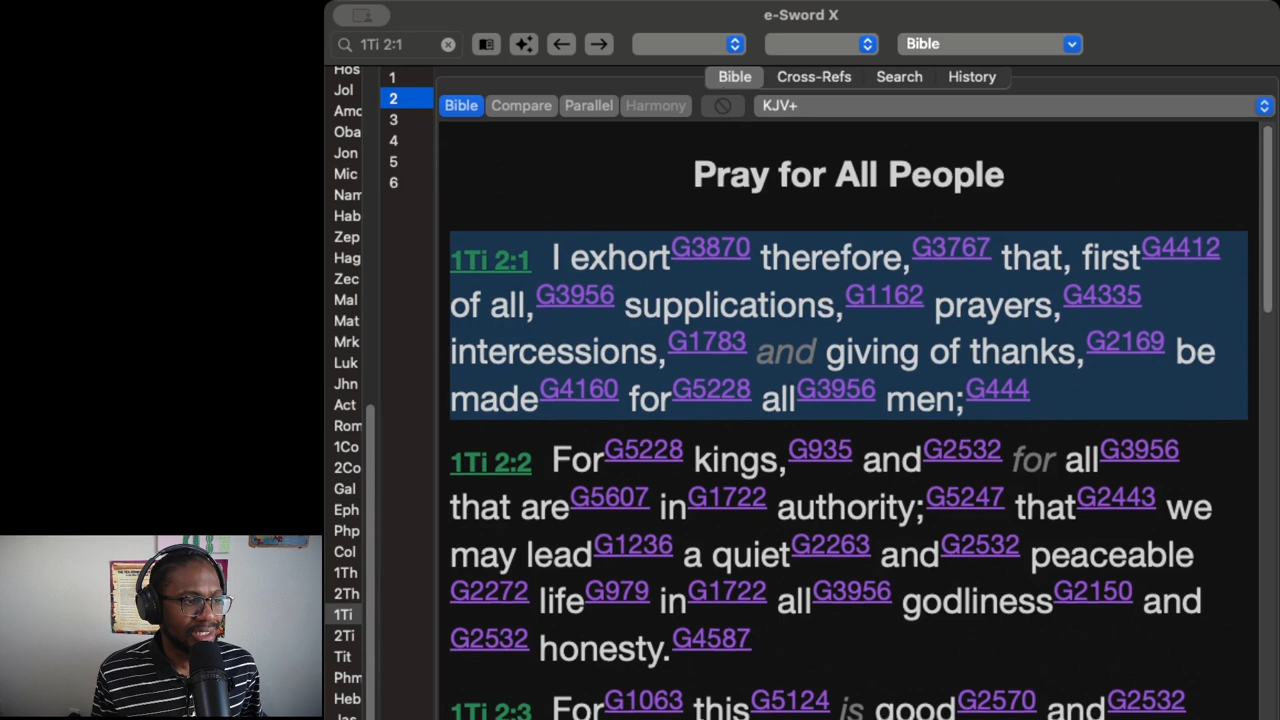 e-Sword X
1Ti 2:1
Bible
Bible Cross-Refs Search History
Bible Compare Parallel Harmony KJV+
Hos
Jol
Amo
Oba
Jon
Mic
Nam
Hab
Zep
Hag
Zec
Mal
Mat
Mrk
Luk
Jhn
Act
Rom
1Co
2Co
Gal
Eph
Php
Col
1Th
2Th
1Ti
2Ti
Tit
Phm
Heb
Jas
1
2
3
4
5
6
Pray for All People
1Ti 2:1 I exhortG3870 therefore,G3767 that, firstG4412
of all,G3956 supplications,G1162 prayers,G4335
intercessions,G1783 and giving of thanks,G2169 be
madeG4160 forG5228 allG3956 men;G444
1Ti 2:2 ForG5228 kings,G935 andG2532 for allG3956
that areG5607 inG1722 authority;G5247 thatG2443 we
may leadG1236 a quietG2263 andG2532 peaceable
G2272 lifeG979 inG1722 allG3956 godlinessG2150 and
G2532 honesty.G4587
1Ti 2:3 ForG1063 thisG5124 is goodG2570 andG2532